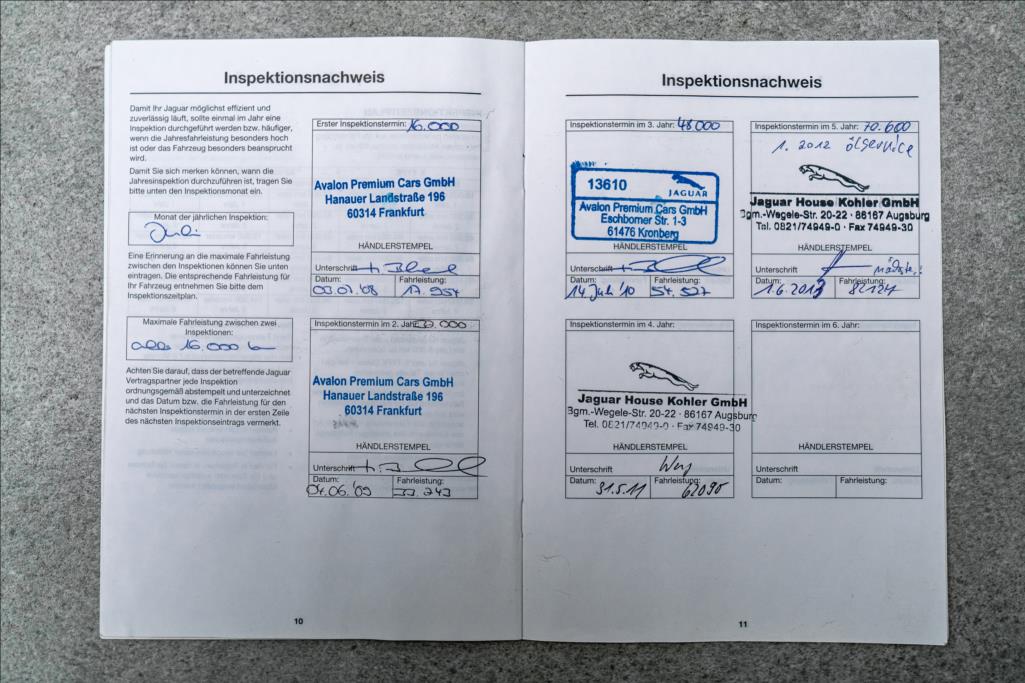 Inspektionsnachweis
Damit Ihr Jaguar möglichst effizient und
zuverlässig läuft, sollte einmal im Jahr eine
Inspektion durchgeführt werden bzw. häufiger,
wenn die Jahresfahrleistung besonders hoch
ist oder das Fahrzeug besonders beansprucht
wird.
Damit Sie sich merken können, wann die
Jahresinspektion durchzuführen ist, tragen Sie
bitte unten den Inspektionsmonat ein.
Monat der jährlichen Inspektion:
Juli
Eine Erinnerung an die maximale Fahrleistung
zwischen den Inspektionen können Sie unten
eintragen. Die entsprechende Fahrleistung für
Ihr Fahrzeug entnehmen Sie bitte dem
Inspektionszeitplan.
Maximale Fahrleistung zwischen zwei
Inspektionen:
alle 16.000 km
Achten Sie darauf, dass der betreffende Jaguar
Vertragspartner jede Inspektion
ordnungsgemäß abstempelt und unterzeichnet
und das Datum bzw. die Fahrleistung für den
nächsten Inspektionstermin in der ersten Zeile
des nächsten Inspektionseintrags vermerkt.
Erster Inspektionstermin: 16.000
Avalon Premium Cars GmbH
Hanauer Landstraße 196
60314 Frankfurt
HÄNDLERSTEMPEL
Unterschrift
Datum: Fahrleistung:
03.07.'08 17.954
Inspektionstermin im 2. Jahr: 32.000
Avalon Premium Cars GmbH
Hanauer Landstraße 196
60314 Frankfurt
HÄNDLERSTEMPEL
Unterschrift
Datum: Fahrleistung:
04.06.'09 33.243
10
Inspektionsnachweis
Inspektionstermin im 3. Jahr: 48000
13610
JAGUAR
Avalon Premium Cars GmbH
Eschborner Str. 1-3
61476 Kronberg
HÄNDLERSTEMPEL
Unterschrift
Datum: Fahrleistung:
14 Juli '10 54.527
Inspektionstermin im 5. Jahr: 70.600
1. 2012 ölservice
Jaguar House Kohler GmbH
Bgm.-Wegele-Str. 20-22 · 86167 Augsburg
Tel. 0821/74949-0 · Fax 74949-30
HÄNDLERSTEMPEL
Unterschrift
Datum: Fahrleistung:
1.6.2013
Inspektionstermin im 4. Jahr:
Jaguar House Kohler GmbH
Bgm.-Wegele-Str. 20-22 · 86167 Augsburg
Tel. 0821/74949-0 · Fax 74949-30
HÄNDLERSTEMPEL
Unterschrift
Datum: Fahrleistung:
31.5.11 62090
Inspektionstermin im 6. Jahr:
HÄNDLERSTEMPEL
Unterschrift
Datum: Fahrleistung:
11